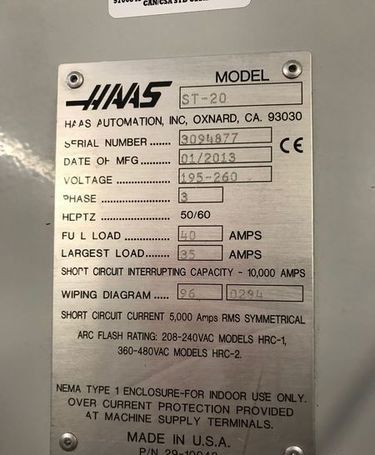 CAN/CSA STD
MODEL
HAAS ST-20
HAAS AUTOMATION, INC, OXNARD, CA. 93030
SERIAL NUMBER ...... 3094877
DATE OF MFG ........... 01/2013 CE
VOLTAGE ................. 195-260
PHASE ..................... 3
HERTZ ..................... 50/60
FULL LOAD .............. 40 AMPS
LARGEST LOAD........ 35 AMPS
SHORT CIRCUIT INTERRUPTING CAPACITY - 10,000 AMPS
WIRING DIAGRAM ...... 96 0294
SHORT CIRCUIT CURRENT 5,000 Amps RMS SYMMETRICAL
ARC FLASH RATING: 208-240VAC MODELS HRC-1,
360-480VAC MODELS HRC-2.
NEMA TYPE 1 ENCLOSURE-FOR INDOOR USE ONLY.
OVER CURRENT PROTECTION PROVIDED
AT MACHINE SUPPLY TERMINALS.
MADE IN U.S.A.
P/N